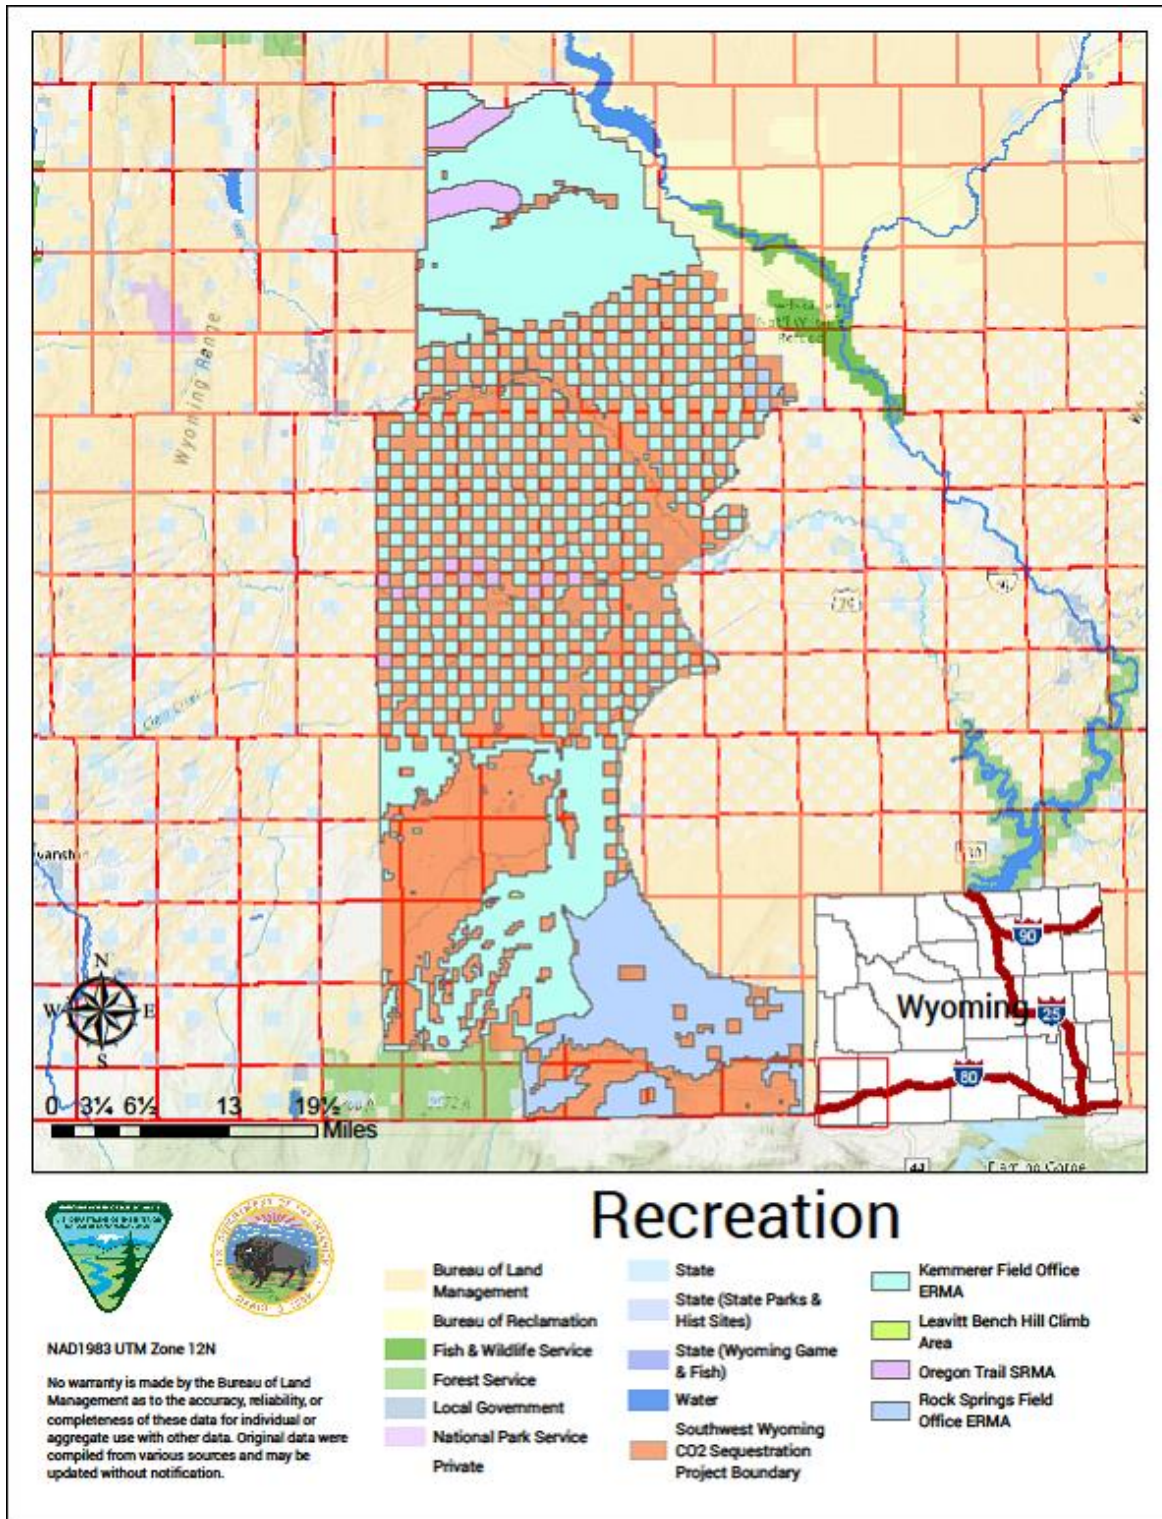 Wyoming Range
vanston
30
N
W
E
S
0 3¼ 6½ 13 19½
Miles
Wyoming
90
25
80
Recreation
NAD1983 UTM Zone 12N
No warranty is made by the Bureau of Land
Management as to the accuracy, reliability, or
completeness of these data for individual or
aggregate use with other data. Original data were
compiled from various sources and may be
updated without notification.
Bureau of Land
Management
Bureau of Reclamation
Fish & Wildlife Service
Forest Service
Local Government
National Park Service
Private
State
State (State Parks &
Hist Sites)
State (Wyoming Game
& Fish)
Water
Southwest Wyoming
CO2 Sequestration
Project Boundary
Kemmerer Field Office
ERMA
Leavitt Bench Hill Climb
Area
Oregon Trail SRMA
Rock Springs Field
Office ERMA